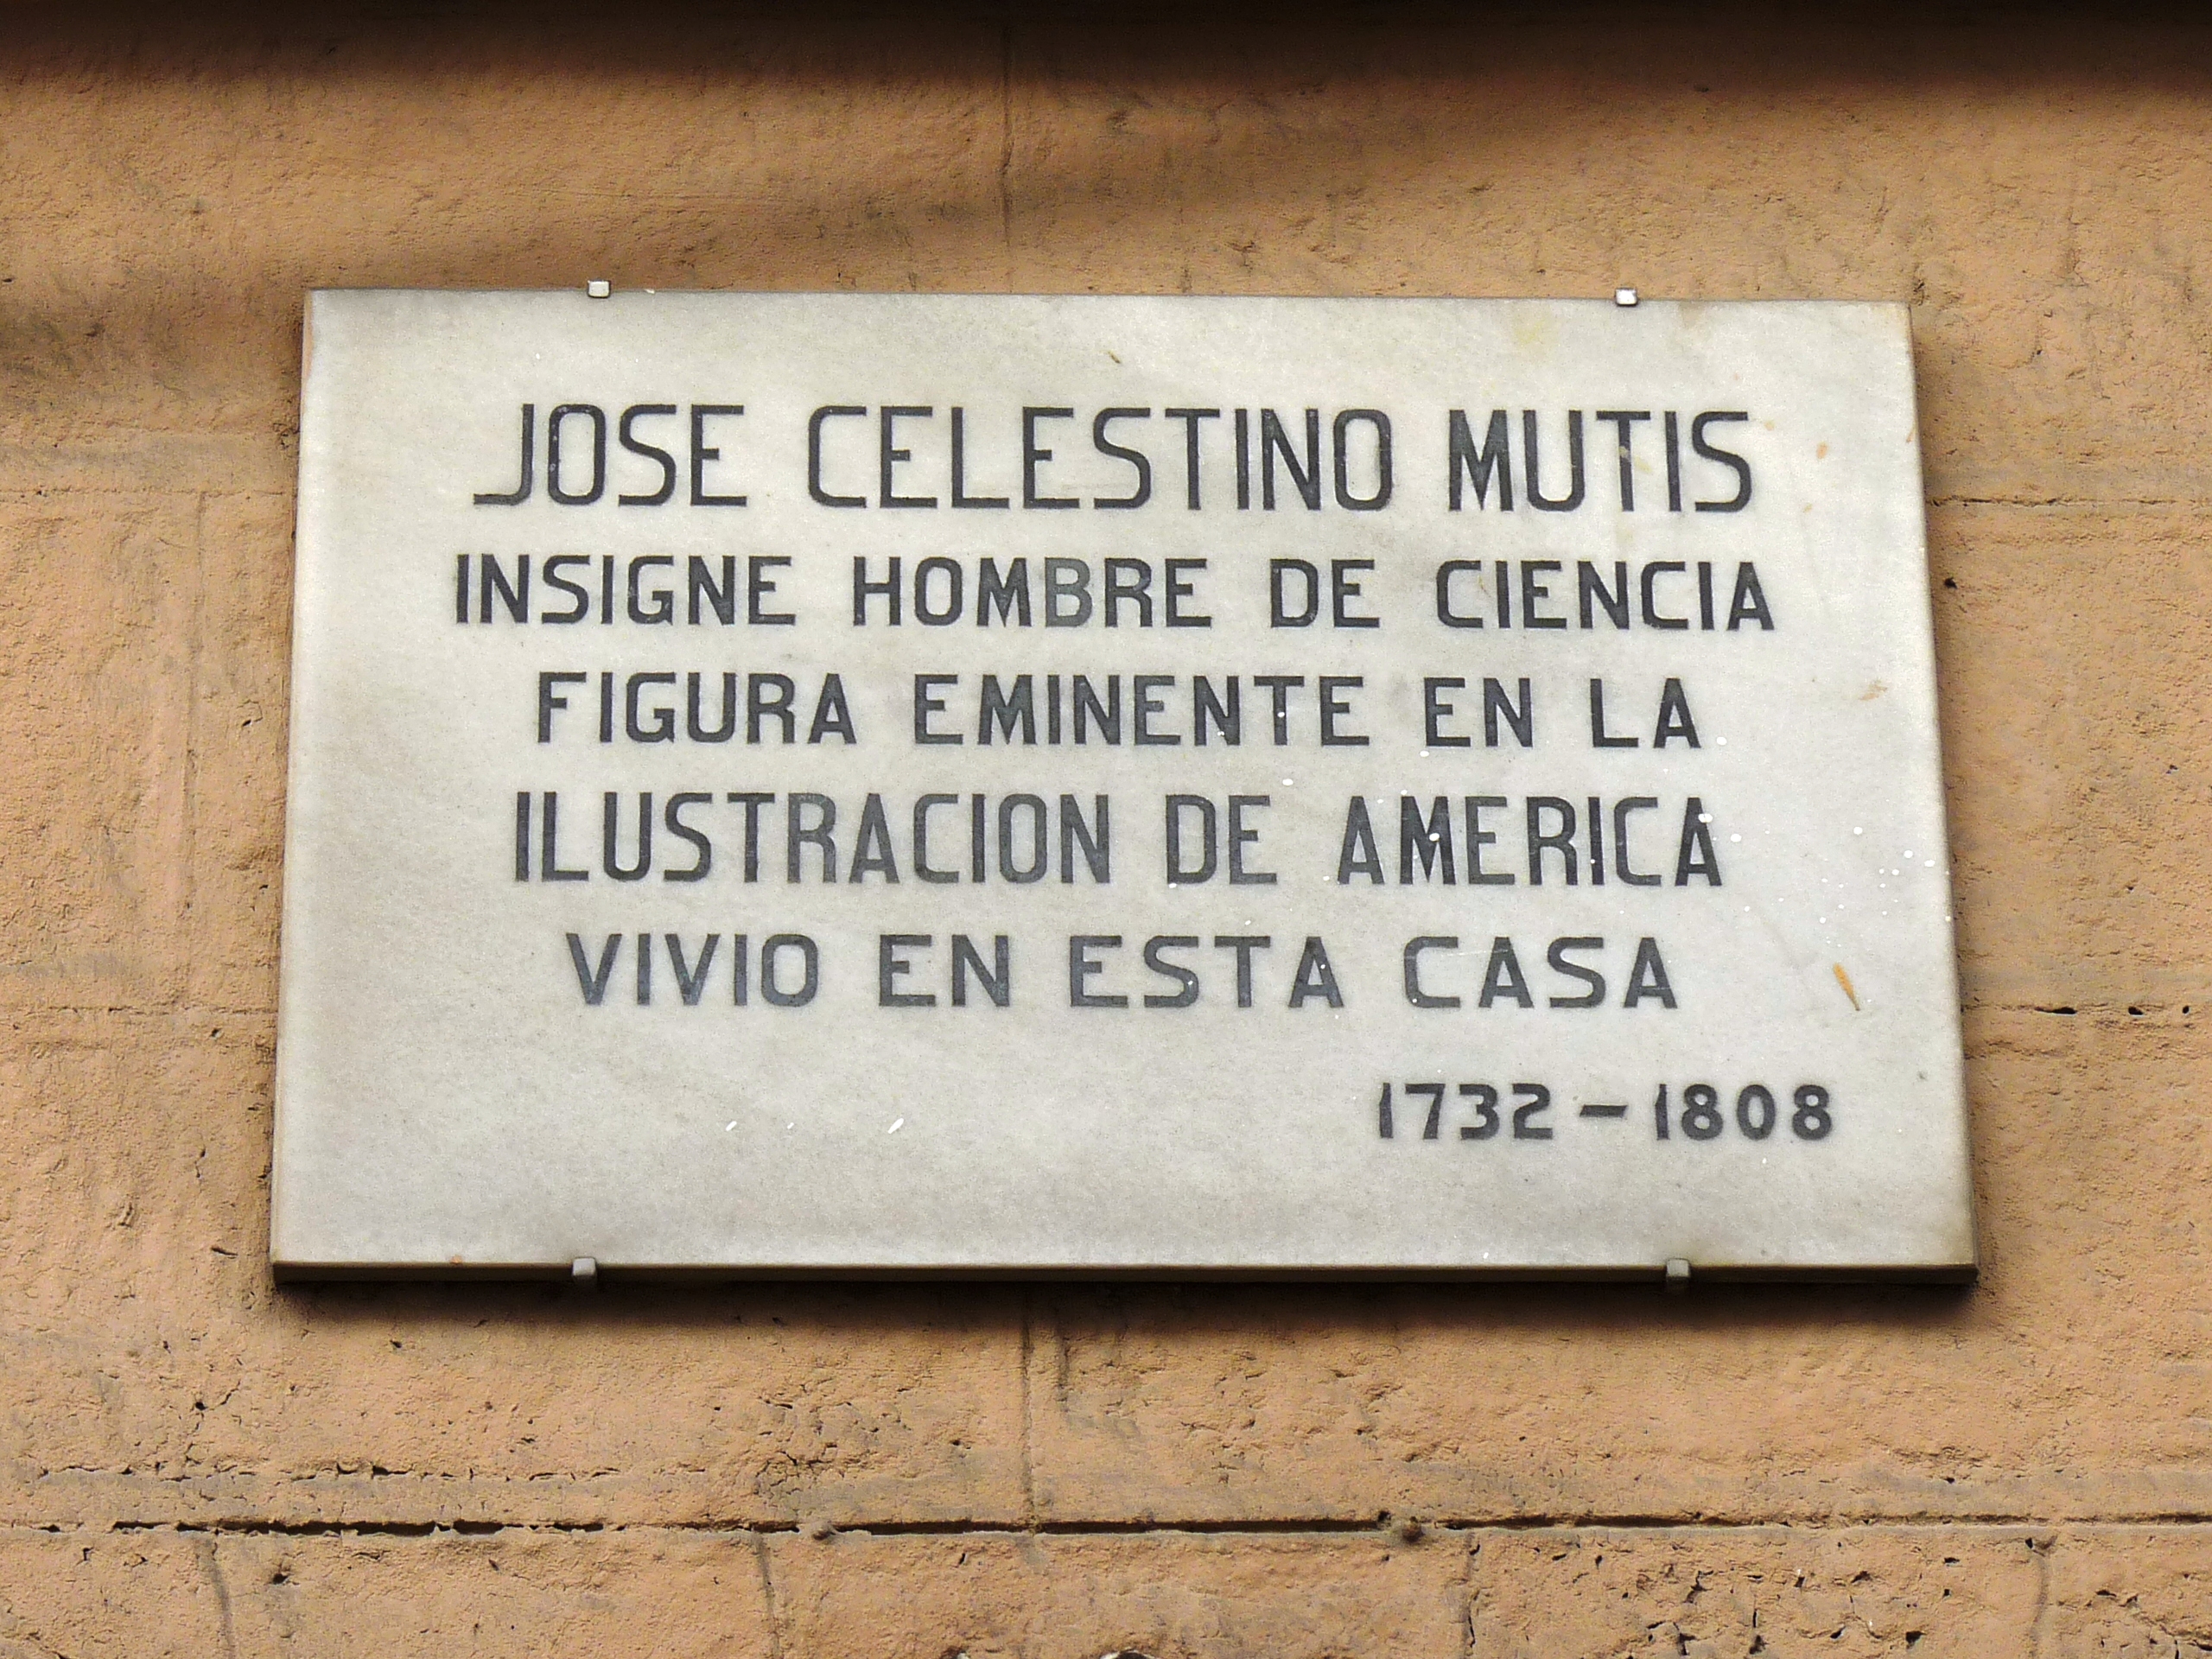 JOSE CELESTINO MUTIS
INSIGNE HOMBRE DE CIENCIA
FIGURA EMINENTE EN LA
ILUSTRACION DE AMERICA
VIVIO EN ESTA CASA
1732-1808